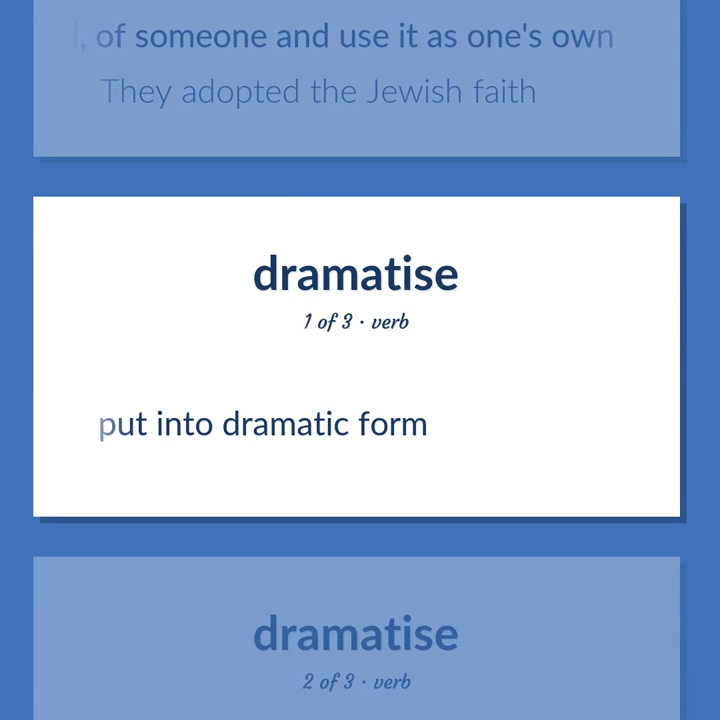 of someone and use it as one's own
They adopted the Jewish faith
dramatise
1 of 3 · verb
put into dramatic form
dramatise
2 of 3 · verb